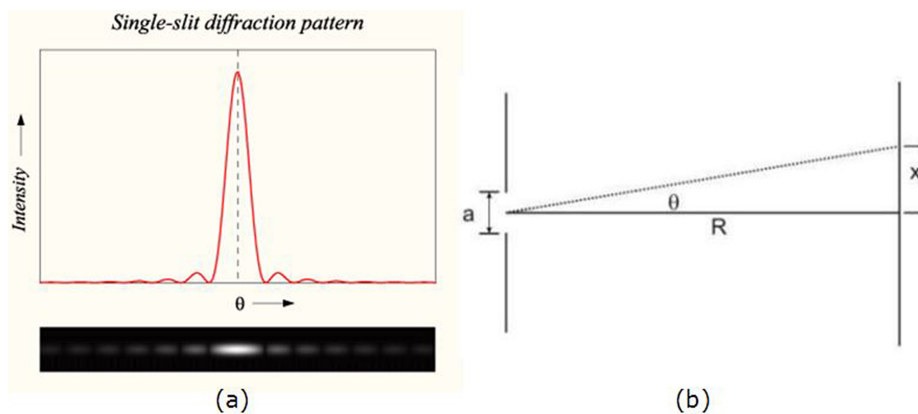 Single-slit diffraction pattern
Intensity
θ
(a)
a
θ
R
x
(b)